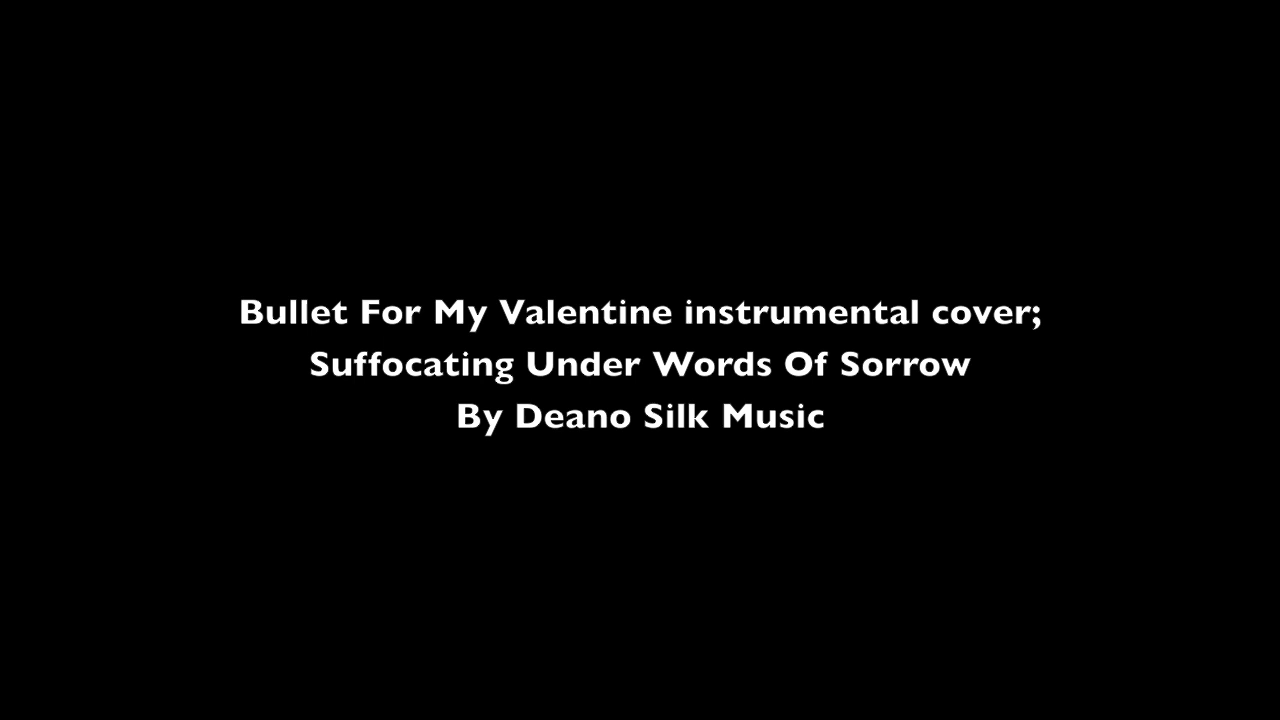 Bullet For My Valentine instrumental cover;
Suffocating Under Words Of Sorrow
By Deano Silk Music